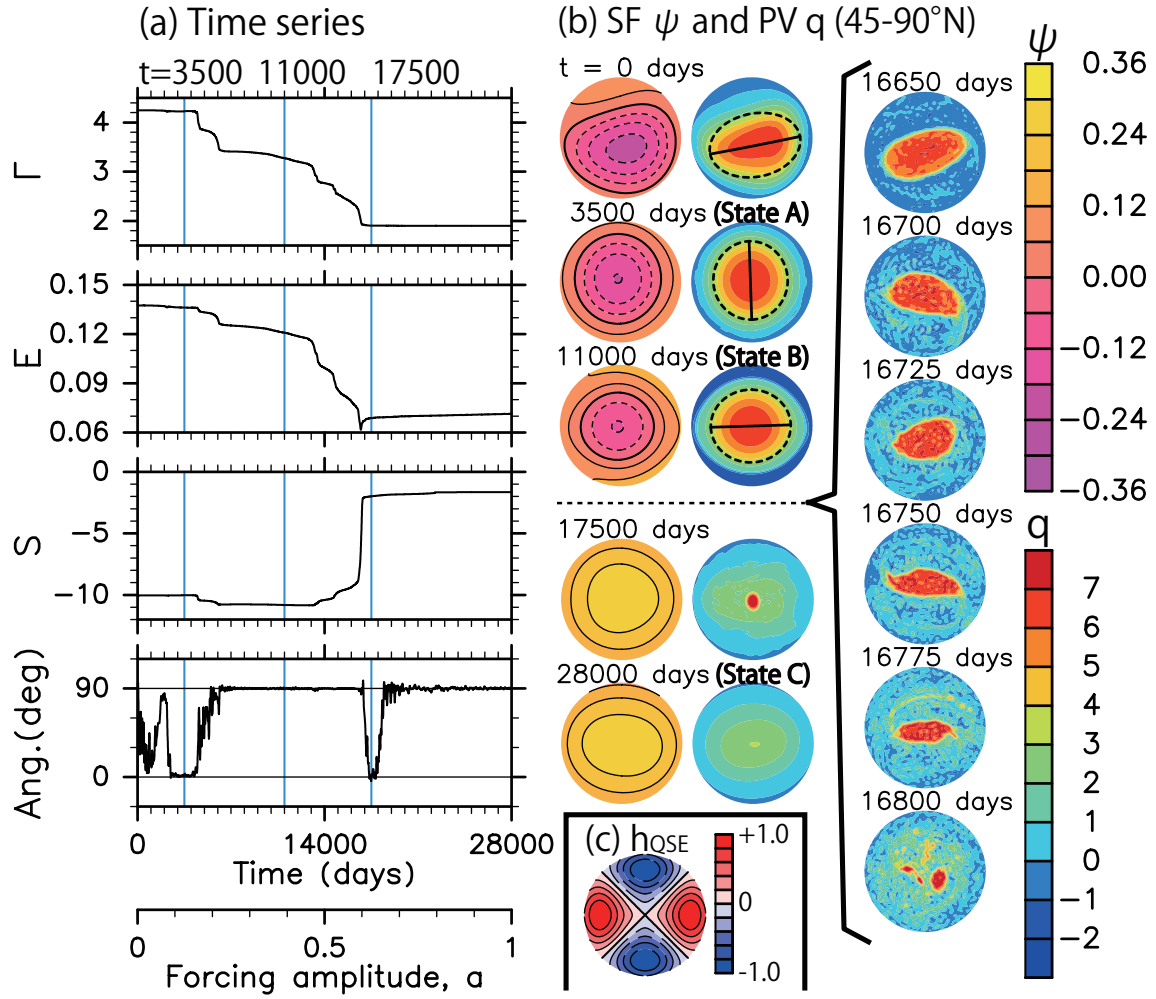 (a) Time series
t=3500 11000 17500
Γ
4
3
2
E
0.15
0.12
0.09
0.06
S
0
−5
−10
Ang.(deg)
90
0
0 14000 28000
Time (days)
0 0.5 1
Forcing amplitude, a
(b) SF ψ and PV q (45-90°N)
t = 0 days
3500 days (State A)
11000 days (State B)
17500 days
28000 days (State C)
(c) hQSE
+1.0
0
-1.0
16650 days
16700 days
16725 days
16750 days
16775 days
16800 days
ψ
0.36
0.24
0.12
0.00
−0.12
−0.24
−0.36
q
7
6
5
4
3
2
1
0
−1
−2